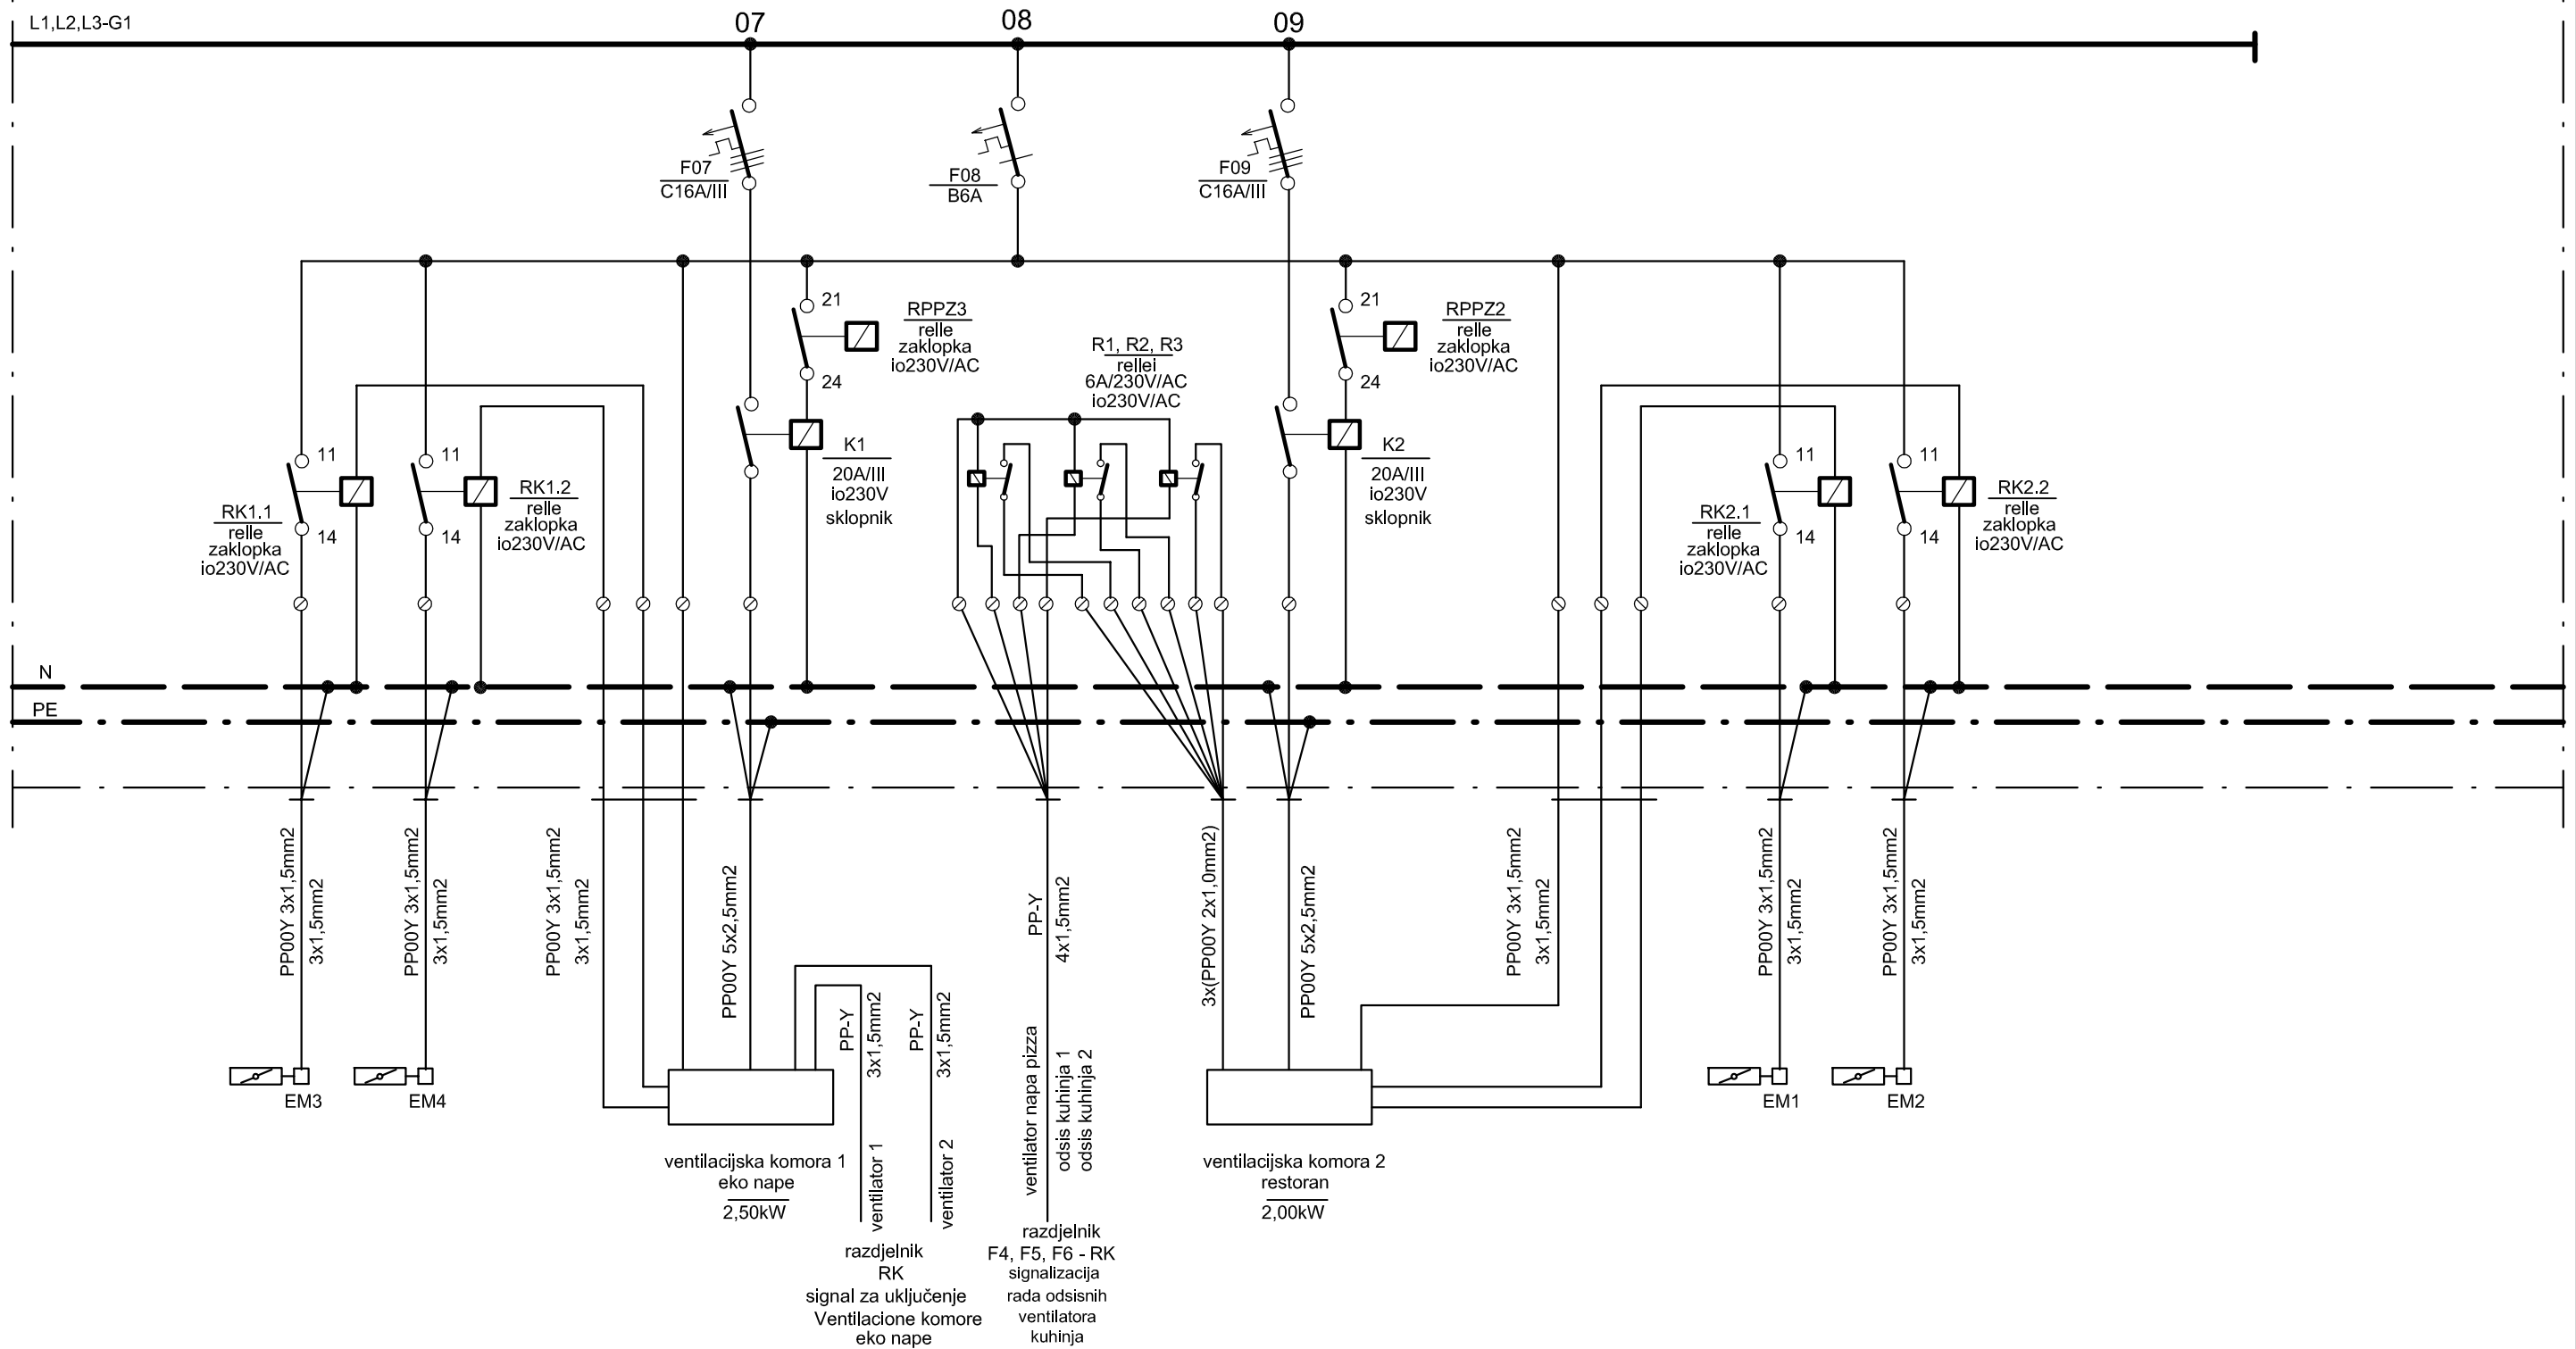 L1,L2,L3-G1
07
08
09
F07
C16A/III
F08
B6A
F09
C16A/III
21
24
RPPZ3
relle
zaklopka
io230V/AC
R1, R2, R3
rellei
6A/230V/AC
io230V/AC
21
24
RPPZ2
relle
zaklopka
io230V/AC
11
14
RK1.1
relle
zaklopka
io230V/AC
11
14
RK1.2
relle
zaklopka
io230V/AC
K1
20A/III
io230V
sklopnik
K2
20A/III
io230V
sklopnik
11
14
RK2.1
relle
zaklopka
io230V/AC
11
14
RK2.2
relle
zaklopka
io230V/AC
N
PE
PP00Y 3x1,5mm2
3x1,5mm2
PP00Y 3x1,5mm2
3x1,5mm2
PP00Y 3x1,5mm2
3x1,5mm2
PP00Y 5x2,5mm2
PP-Y
3x1,5mm2
PP-Y
3x1,5mm2
PP-Y
4x1,5mm2
3x(PP00Y 2x1,0mm2)
PP00Y 5x2,5mm2
PP00Y 3x1,5mm2
3x1,5mm2
PP00Y 3x1,5mm2
3x1,5mm2
PP00Y 3x1,5mm2
3x1,5mm2
EM3
EM4
ventilacijska komora 1
eko nape
2,50kW
ventilator 1
ventilator 2
razdjelnik
RK
signal za uključenje
Ventilacione komore
eko nape
ventilator napa pizza
odsis kuhinja 1
odsis kuhinja 2
razdjelnik
F4, F5, F6 - RK
signalizacija
rada odsisnih
ventilatora
kuhinja
ventilacijska komora 2
restoran
2,00kW
EM1
EM2